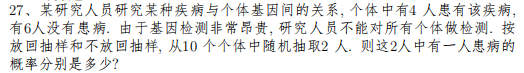 27、某研究人员研究某种疾病与个体基因间的关系, 个体中有4 人患有该疾病,
有6人没有患病. 由于基因检测非常昂贵, 研究人员不能对所有个体做检测. 按
放回抽样和不放回抽样, 从10 个个体中随机抽取2 人. 则这2人中有一人患病的
概率分别是多少?